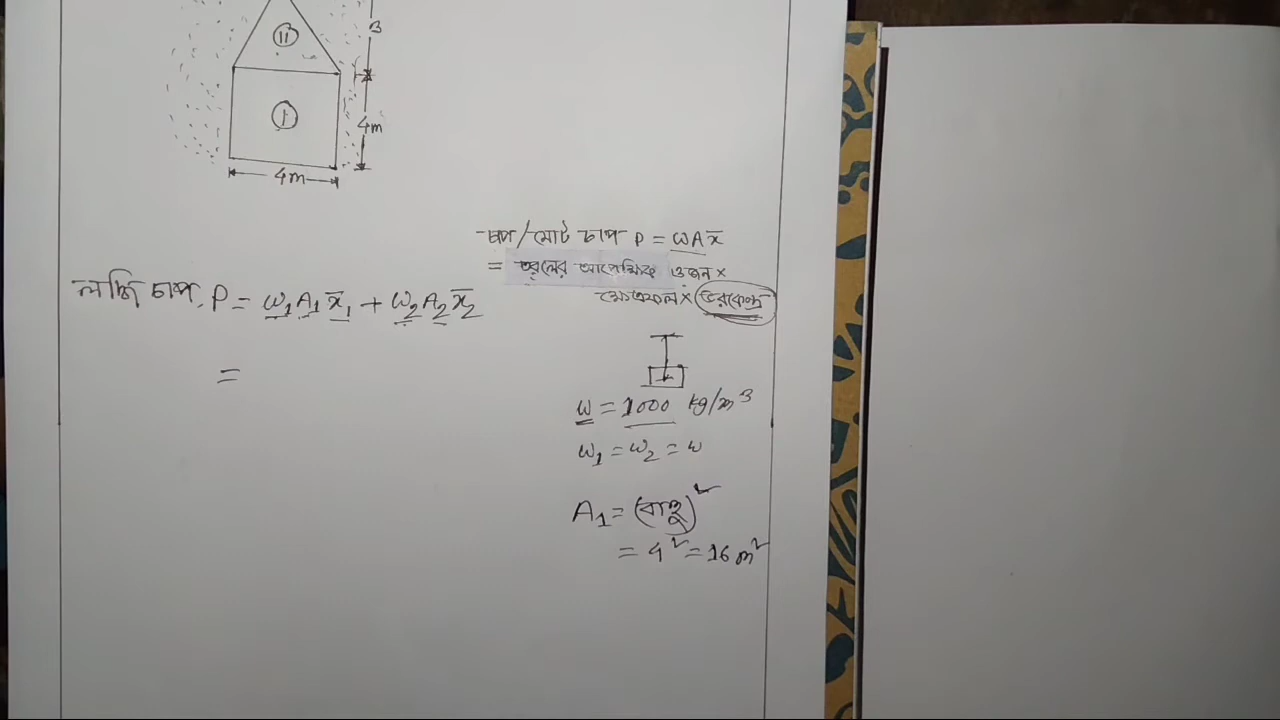 3
II
I
4m
4m
চাপ/মোট চাপ P = ωAx̄
= তরলের আপেক্ষিক ওজন ×
ক্ষেত্রফল × ভরকেন্দ্র
লব্ধি চাপ, P = ω₁A₁x̄₁ + ω₂A₂x̄₂
=
ω = 1000 kg/m³
ω₁ = ω₂ = ω
A₁ = (বাহু)²
= 4² = 16 m²